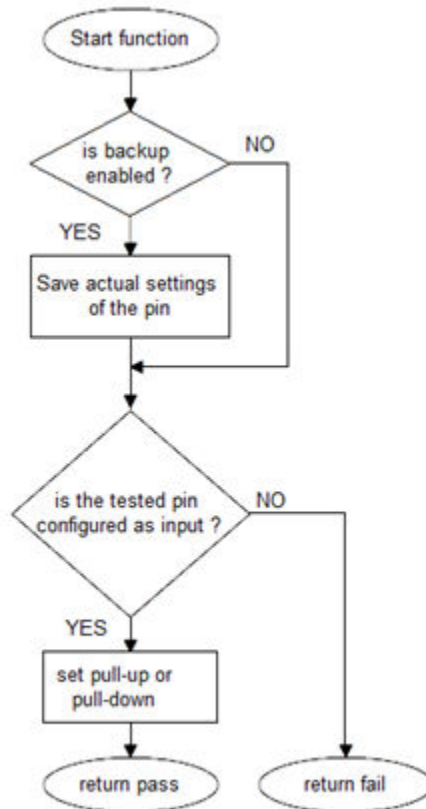 Start function
is backup
enabled ?
NO
YES
Save actual settings
of the pin
is the tested pin
configured as input ?
NO
YES
set pull-up or
pull-down
return pass
return fail